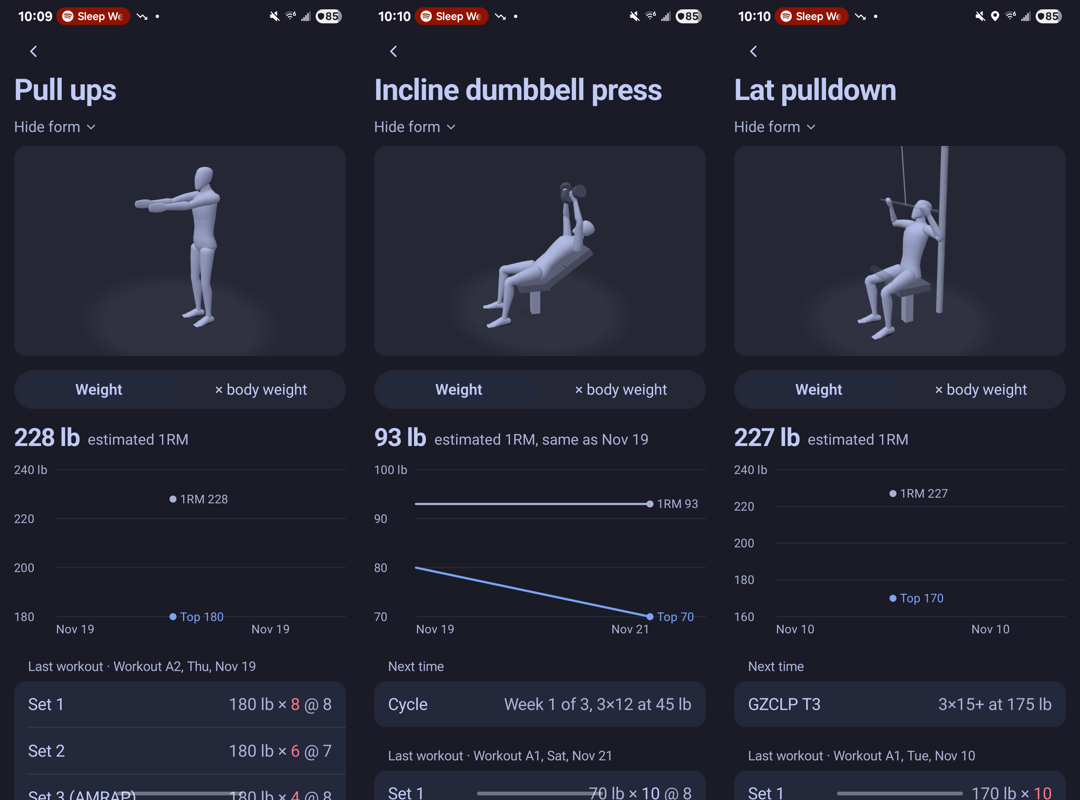 10:09 Sleep We 85
Pull ups
Hide form
Weight × body weight
228 lb estimated 1RM
240 lb
1RM 228
220
200
180 Top 180
Nov 19 Nov 19
Last workout · Workout A2, Thu, Nov 19
Set 1 180 lb × 8 @ 8
Set 2 180 lb × 6 @ 7
Set 3 (AMRAP) 180 lb × 4 @ 8
10:10 Sleep We 85
Incline dumbbell press
Hide form
Weight × body weight
93 lb estimated 1RM, same as Nov 19
100 lb
1RM 93
90
80
70 Top 70
Nov 19 Nov 21
Next time
Cycle Week 1 of 3, 3×12 at 45 lb
Last workout · Workout A1, Sat, Nov 21
Set 1 70 lb × 10 @ 8
10:10 Sleep We 85
Lat pulldown
Hide form
Weight × body weight
227 lb estimated 1RM
240 lb
1RM 227
220
200
180
Top 170
160
Nov 10 Nov 10
Next time
GZCLP T3 3×15+ at 175 lb
Last workout · Workout A1, Tue, Nov 10
Set 1 170 lb × 10